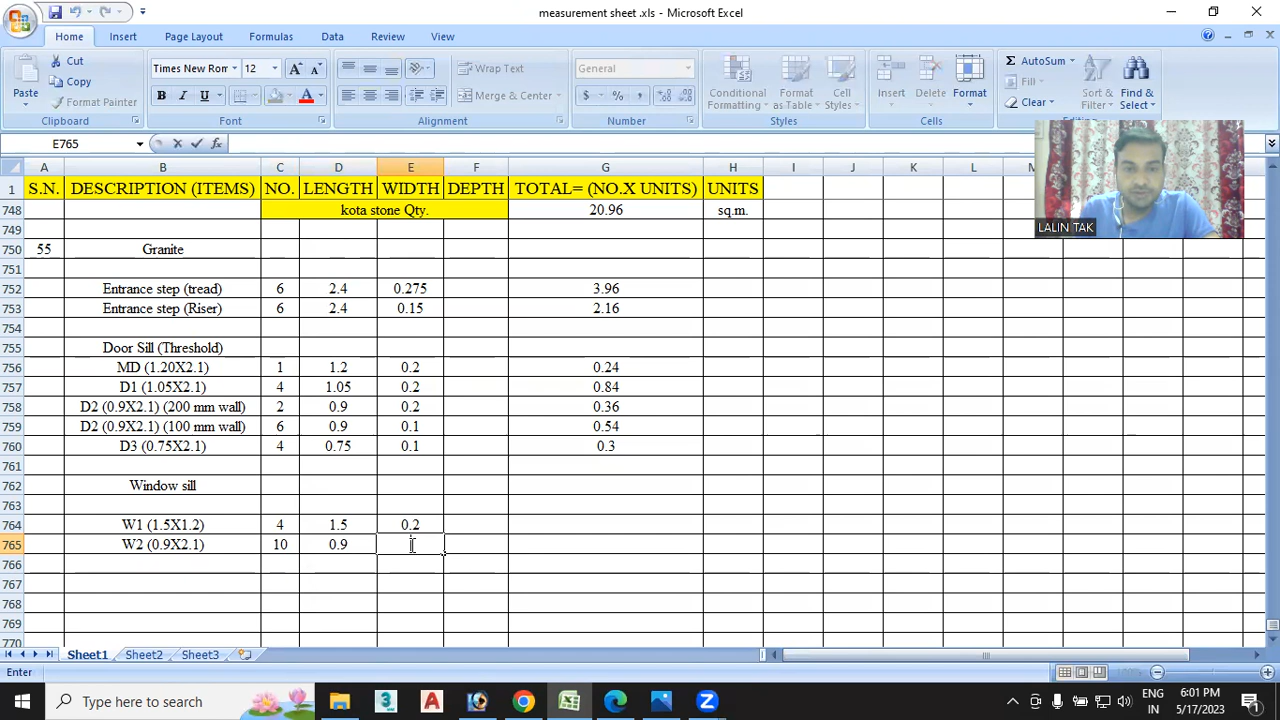 measurement sheet .xls - Microsoft Excel
Home Insert Page Layout Formulas Data Review View
Paste Cut Copy Format Painter Clipboard
Times New Rom 12 B I U A Font
Wrap Text Merge & Center Alignment
General $ % , Number
Conditional Formatting Format as Table Cell Styles Styles
Insert Delete Format Cells
AutoSum Fill Clear Sort & Find & Select
E765 fx
A B C D E F G H I J K L M
1 S.N. DESCRIPTION (ITEMS) NO. LENGTH WIDTH DEPTH TOTAL= (NO.X UNITS) UNITS
748 kota stone Qty. 20.96 sq.m.
749
750 55 Granite
751
752 Entrance step (tread) 6 2.4 0.275 3.96
753 Entrance step (Riser) 6 2.4 0.15 2.16
754
755 Door Sill (Threshold)
756 MD (1.20X2.1) 1 1.2 0.2 0.24
757 D1 (1.05X2.1) 4 1.05 0.2 0.84
758 D2 (0.9X2.1) (200 mm wall) 2 0.9 0.2 0.36
759 D2 (0.9X2.1) (100 mm wall) 6 0.9 0.1 0.54
760 D3 (0.75X2.1) 4 0.75 0.1 0.3
761
762 Window sill
763
764 W1 (1.5X1.2) 4 1.5 0.2
765 W2 (0.9X2.1) 10 0.9
766
767
768
769
770
LALIN TAK
Sheet1 Sheet2 Sheet3
Enter
Type here to search
ENG 6:01 PM
IN 5/17/2023